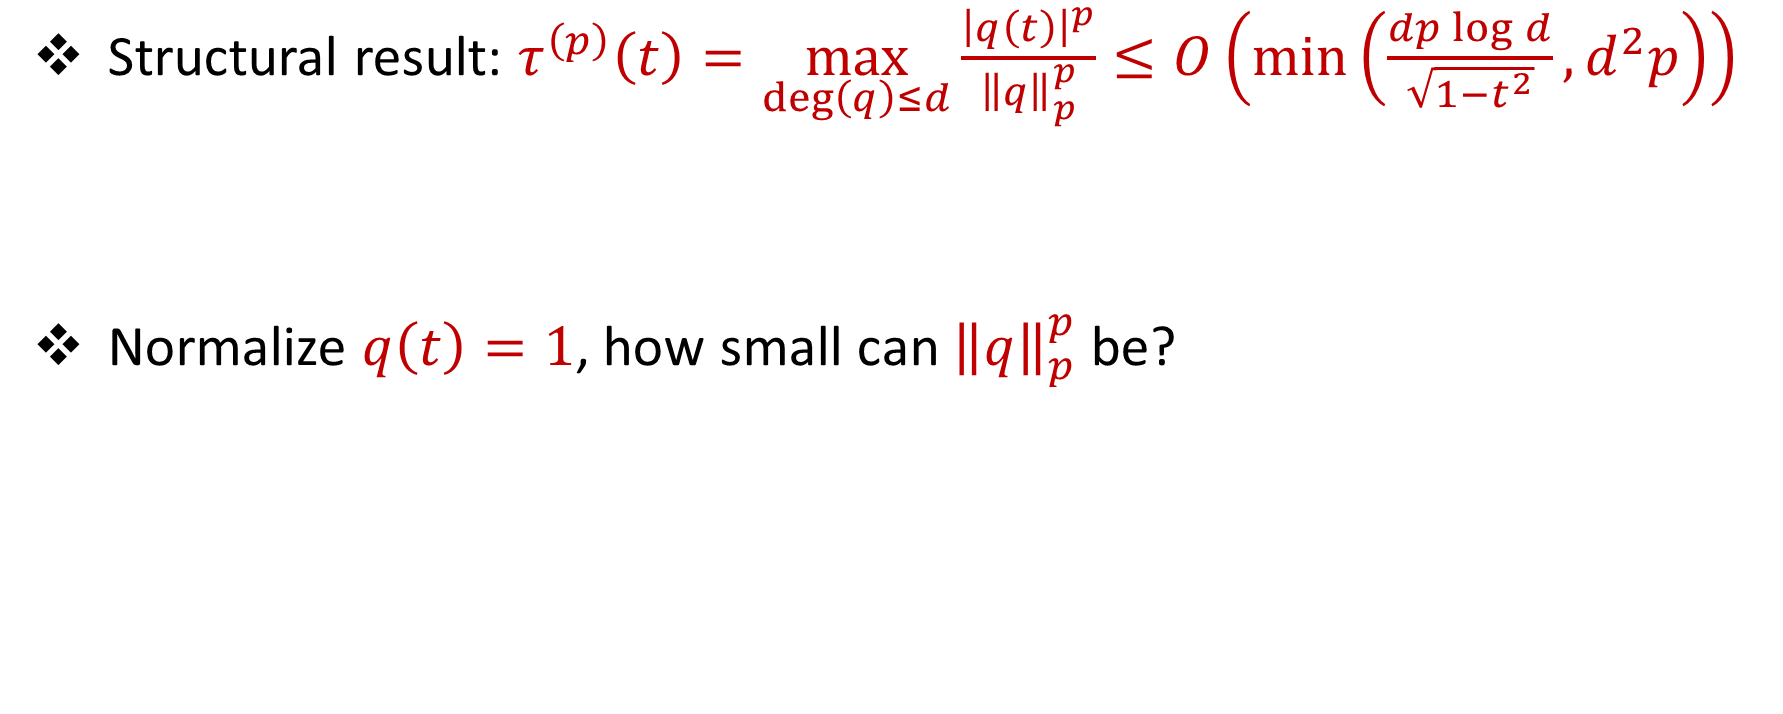 ❖ Structural result: τ^(p)(t) = max_{deg(q)≤d} |q(t)|^p / ‖q‖_p^p ≤ O(min(dp log d / √(1−t²), d²p))
❖ Normalize q(t) = 1, how small can ‖q‖_p^p be?